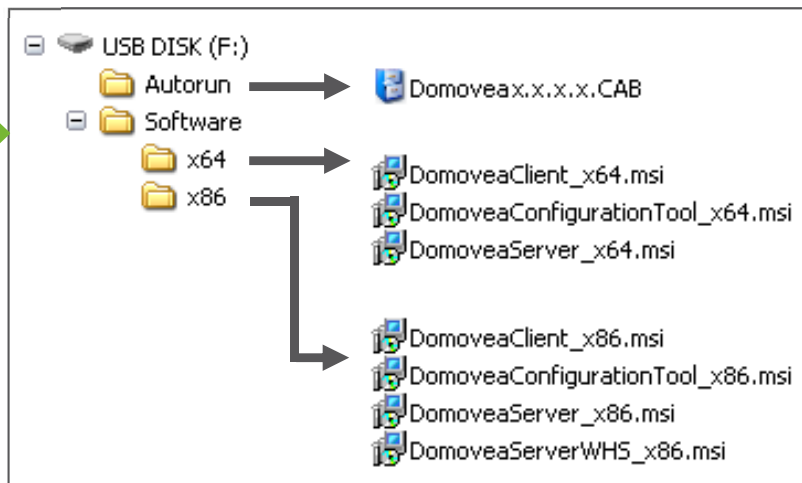 USB DISK (F:)
Autorun
Domoveax.x.x.x.CAB
Software
x64
DomoveaClient_x64.msi
DomoveaConfigurationTool_x64.msi
DomoveaServer_x64.msi
x86
DomoveaClient_x86.msi
DomoveaConfigurationTool_x86.msi
DomoveaServer_x86.msi
DomoveaServerWHS_x86.msi